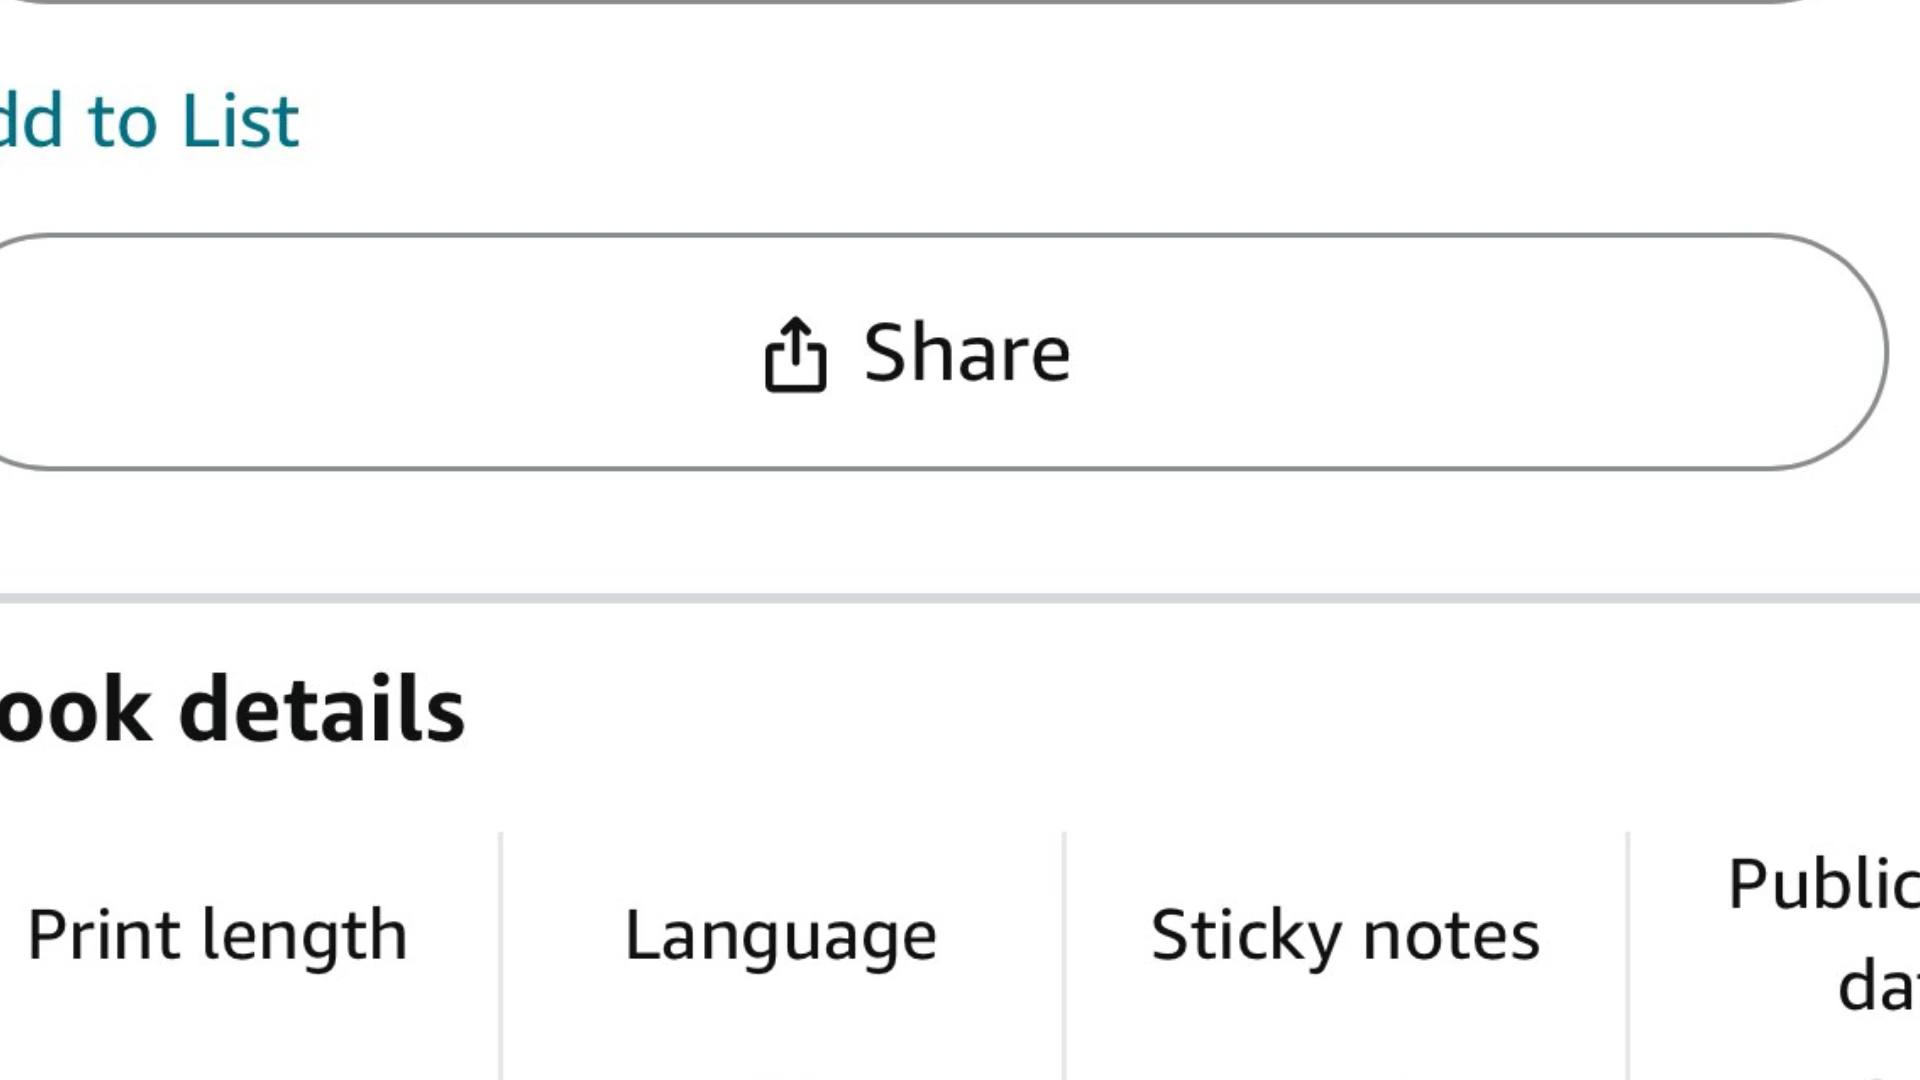 dd to List
Share
ook details
Print length
Language
Sticky notes
Public
da